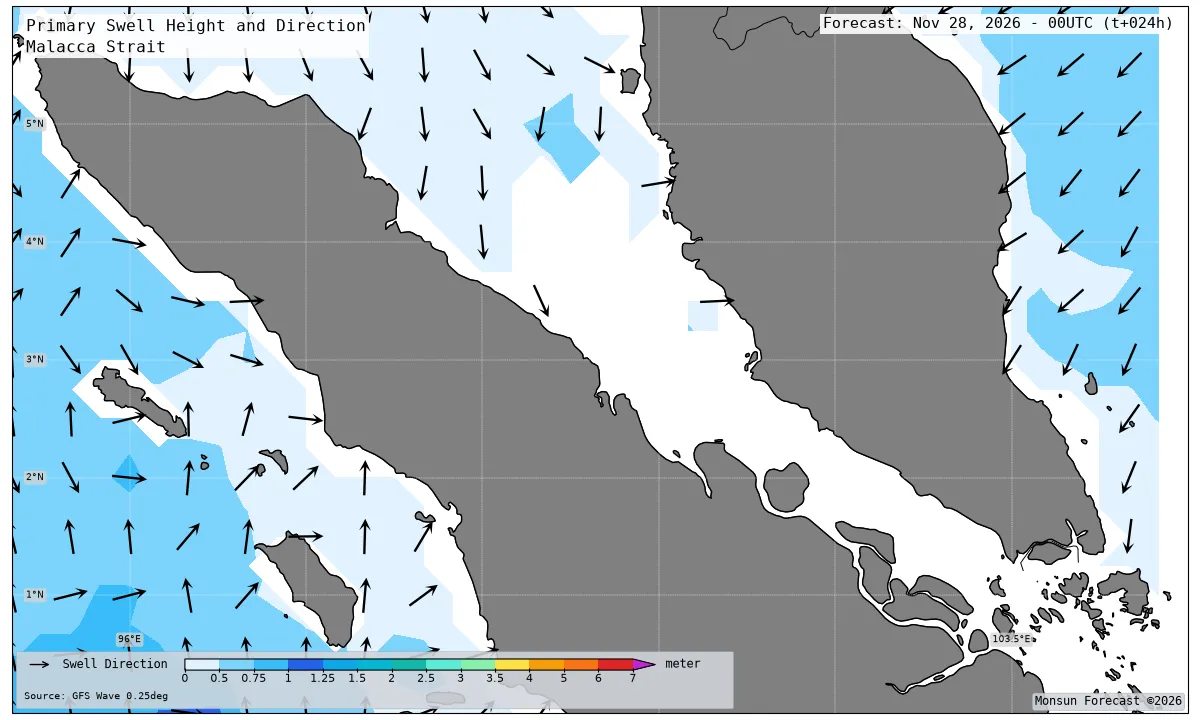 Primary Swell Height and Direction
Malacca Strait
Forecast: Nov 28, 2026 - 00UTC (t+024h)
5°N
4°N
3°N
2°N
1°N
96°E
103.5°E
Swell Direction
0 0.5 0.75 1 1.25 1.5 2 2.5 3 3.5 4 5 6 7
meter
Source: GFS Wave 0.25deg
Monsun Forecast ©2026